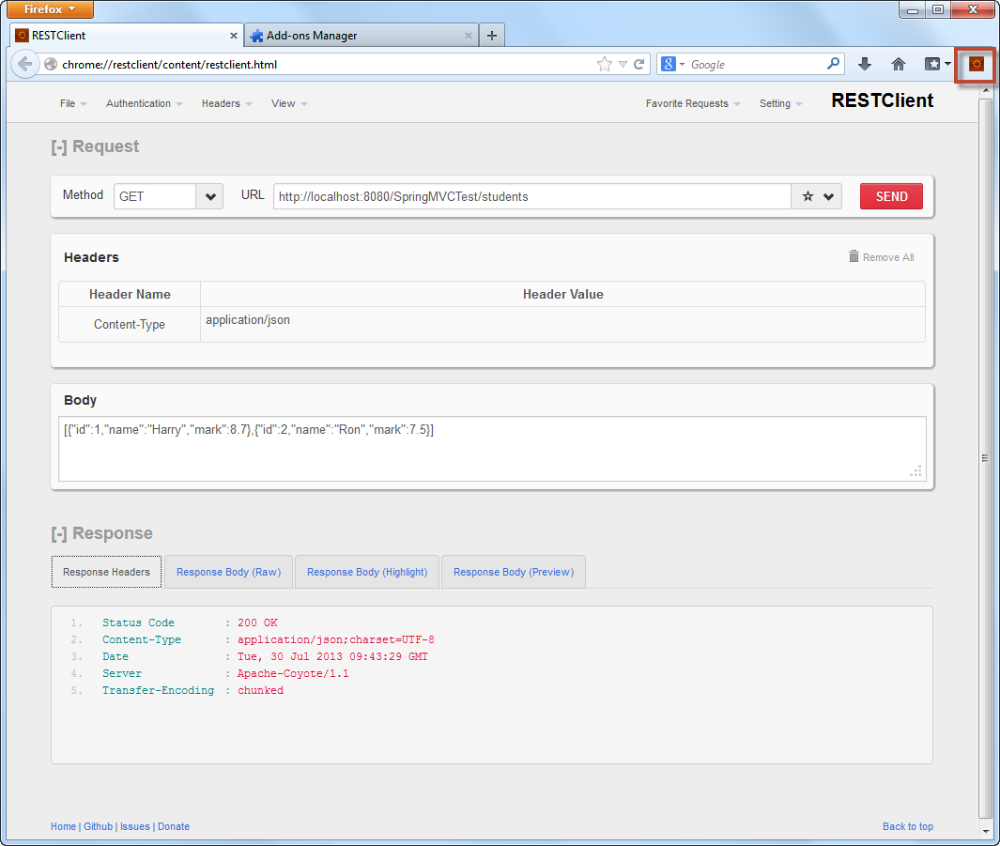 Firefox
RESTClient
Add-ons Manager
chrome://restclient/content/restclient.html
8 Google
File Authentication Headers View Favorite Requests Setting RESTClient
[-] Request
Method GET URL http://localhost:8080/SpringMVCTest/students SEND
Headers Remove All
Header Name Header Value
Content-Type application/json
Body
[{"id":1,"name":"Harry","mark":8.7},{"id":2,"name":"Ron","mark":7.5}]
[-] Response
Response Headers Response Body (Raw) Response Body (Highlight) Response Body (Preview)
1. Status Code : 200 OK
2. Content-Type : application/json;charset=UTF-8
3. Date : Tue, 30 Jul 2013 09:43:29 GMT
4. Server : Apache-Coyote/1.1
5. Transfer-Encoding : chunked
Home | Github | Issues | Donate Back to top